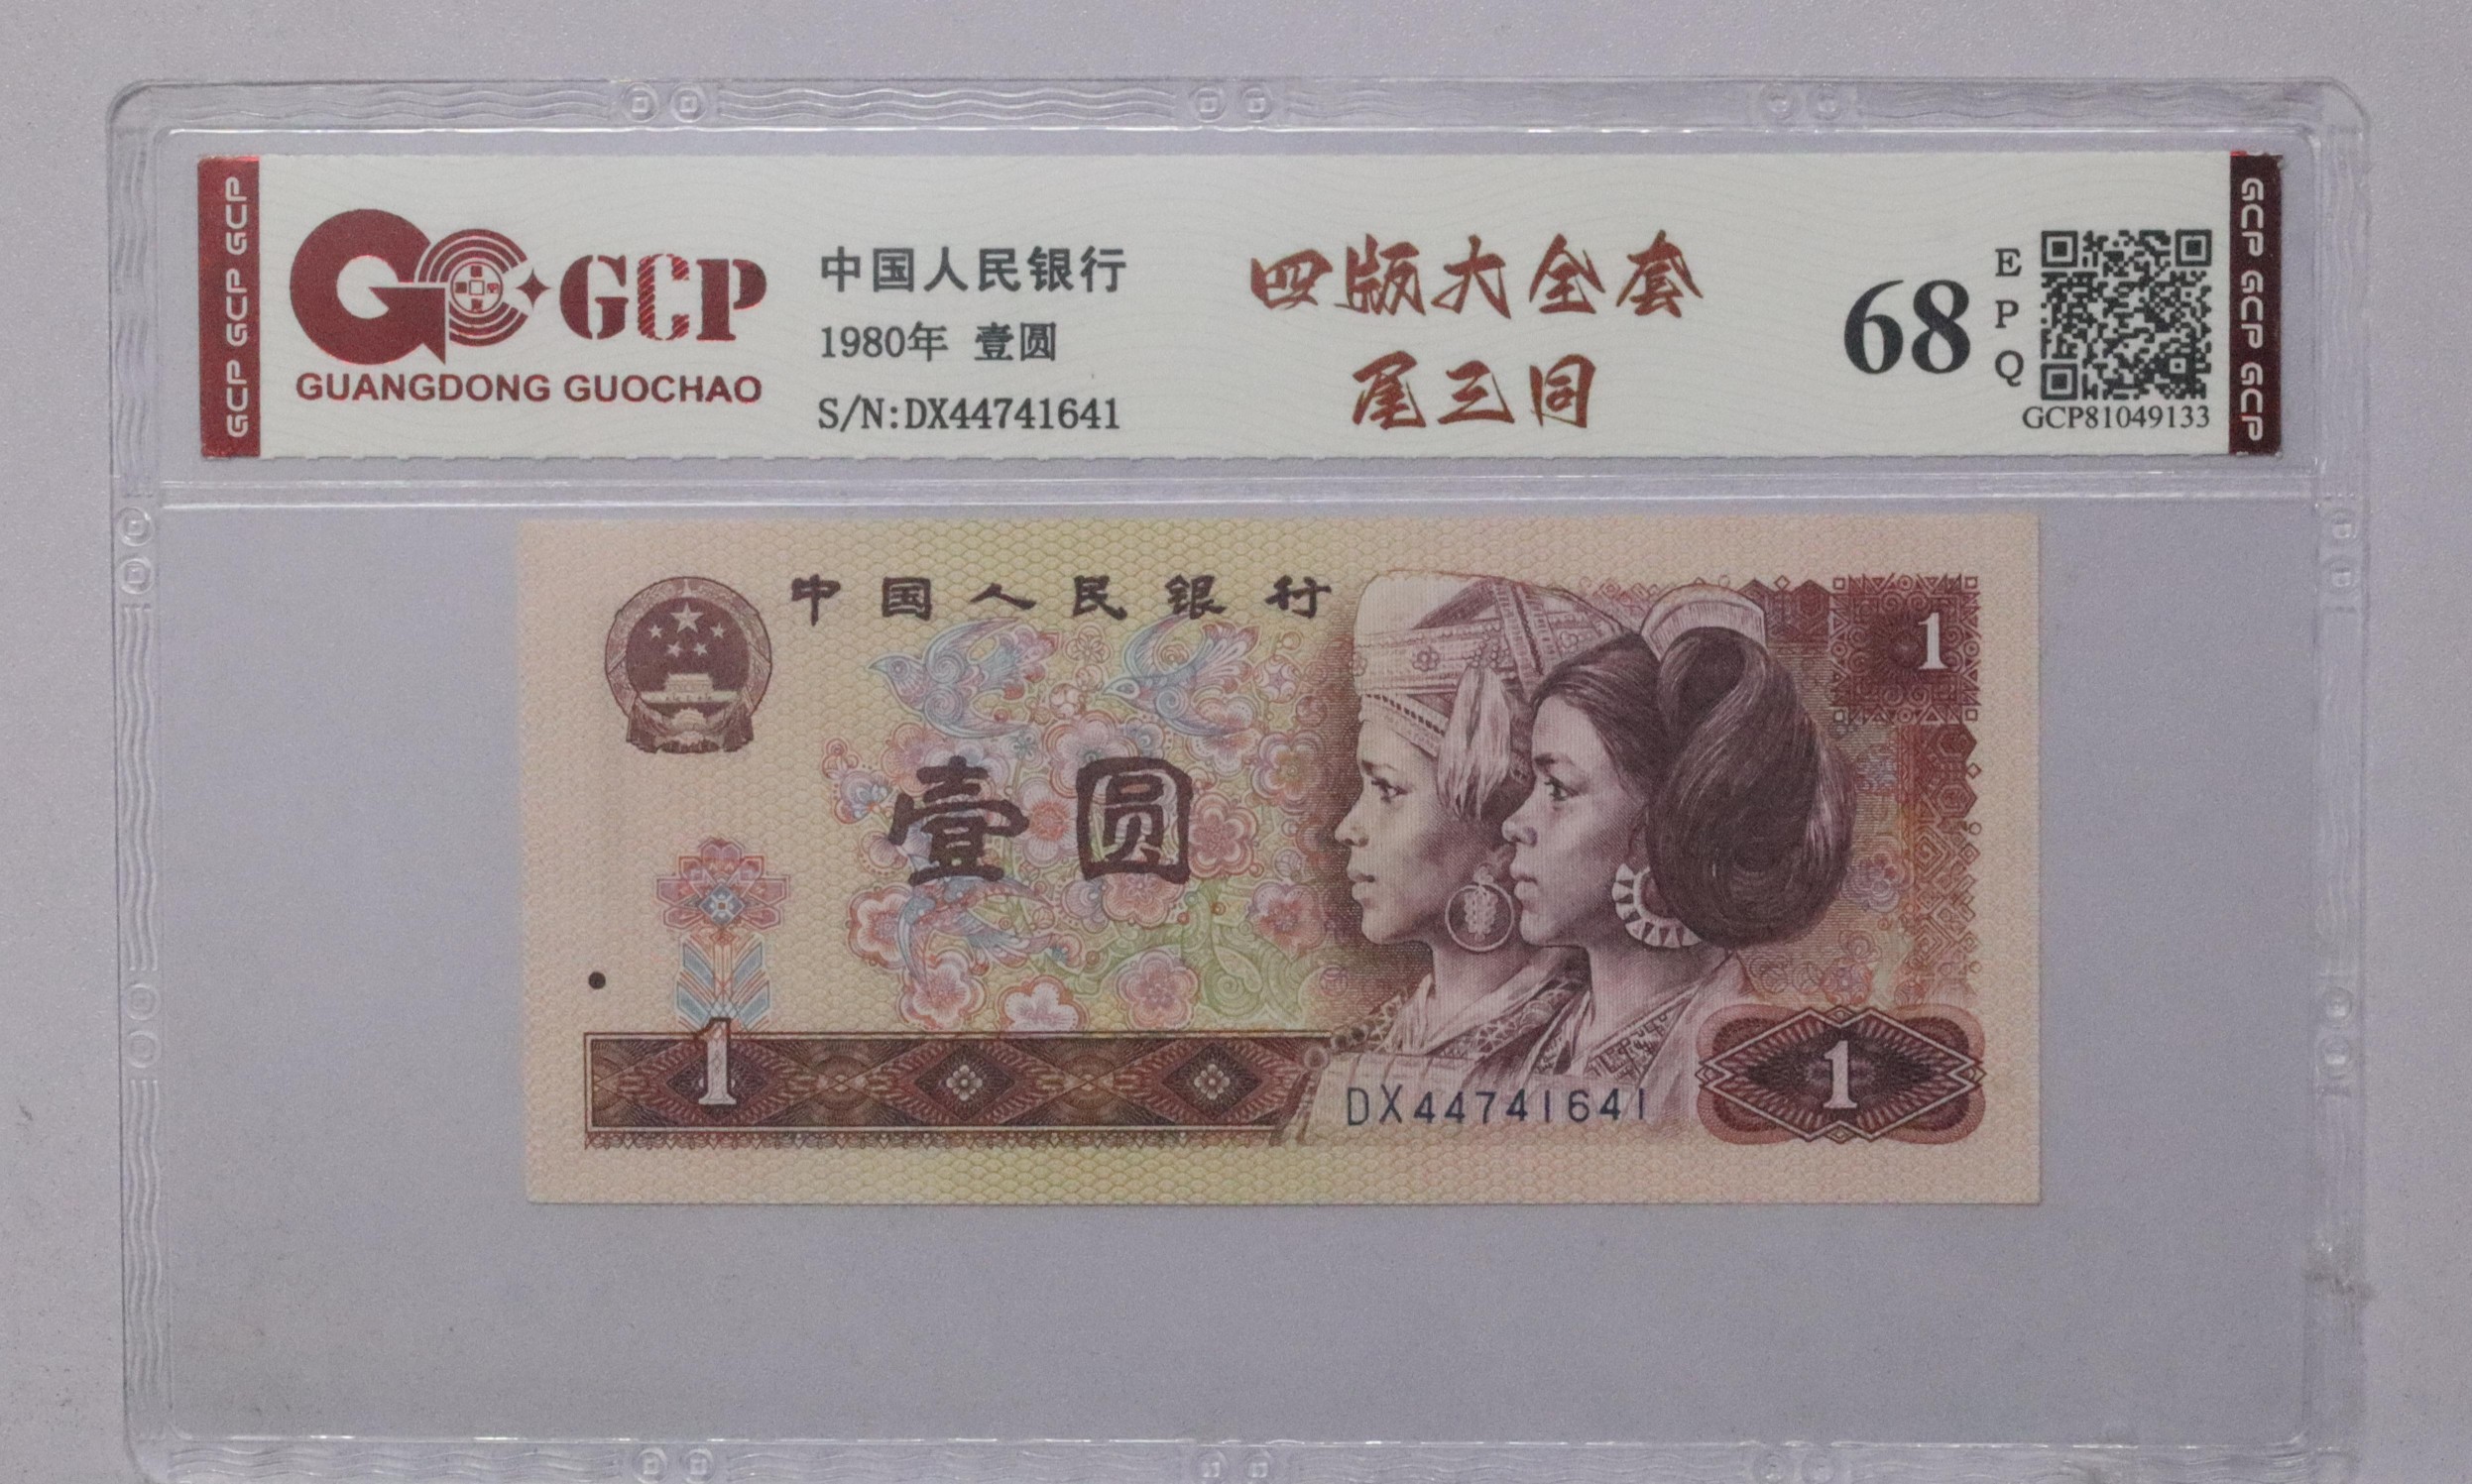 GCP GCP GCP
GCP
GUANGDONG GUOCHAO
中国人民银行
1980年 壹圆
S/N:DX44741641
四版大全套
尾三同
68
E
P
Q
GCP81049133
GCP GCP GCP
中国人民银行
1
壹圆
1
1
DX44741641